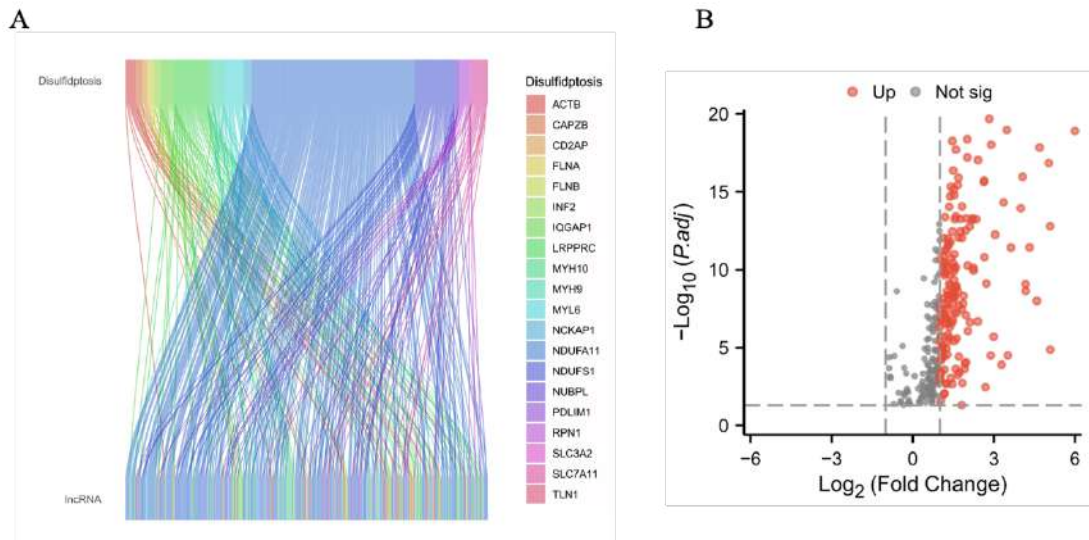 A
Disulfidptosis
lncRNA
Disulfidptosis
ACTB
CAPZB
CD2AP
FLNA
FLNB
INF2
IQGAP1
LRPPRC
MYH10
MYH9
MYL6
NCKAP1
NDUFA11
NDUFS1
NUBPL
PDLIM1
RPN1
SLC3A2
SLC7A11
TLN1
B
Up Not sig
20
15
10
5
0
−Log10 (P.adj)
−6 −3 0 3 6
Log2 (Fold Change)